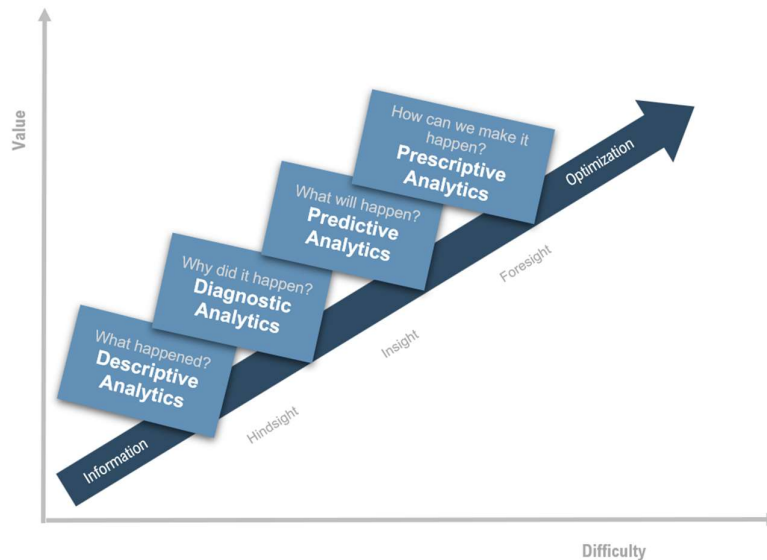 Value
How can we make it
happen?
Prescriptive
Analytics
What will happen?
Predictive
Analytics
Why did it happen?
Diagnostic
Analytics
What happened?
Descriptive
Analytics
Information
Optimization
Hindsight
Insight
Foresight
Difficulty